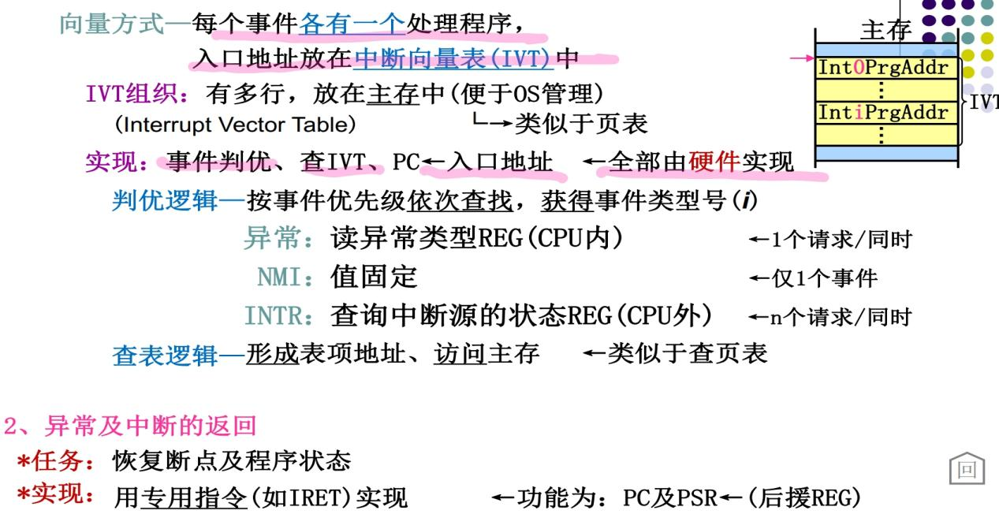 向量方式—每个事件各有一个处理程序，
入口地址放在中断向量表(IVT)中
IVT组织：有多行，放在主存中(便于OS管理)
(Interrupt Vector Table) └→类似于页表
实现：事件判优、查IVT、PC←入口地址 ←全部由硬件实现
主存
Int0PrgAddr
⋮
IntiPrgAddr
⋮
IVT
判优逻辑—按事件优先级依次查找，获得事件类型号(i)
异常：读异常类型REG(CPU内) ←1个请求/同时
NMI：值固定 ←仅1个事件
INTR：查询中断源的状态REG(CPU外) ←n个请求/同时
查表逻辑—形成表项地址、访问主存 ←类似于查页表
2、异常及中断的返回
*任务：恢复断点及程序状态
*实现：用专用指令(如IRET)实现 ←功能为：PC及PSR←(后援REG)
回